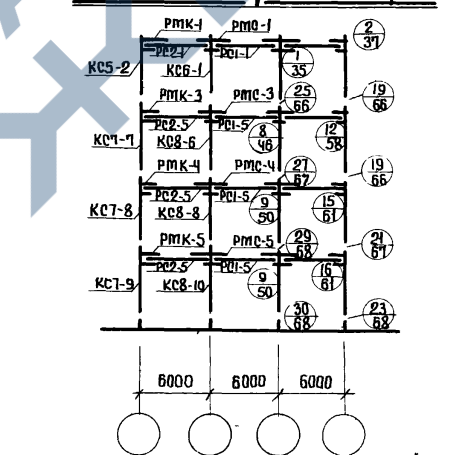 РМК-1 РМС-1 2/37
РС2-1 РС1-1 1/35
КС5-2 КС6-1
25/66 19/66
РМК-3 РМС-3
РС2-5 РС1-5 8/46 12/58
КС7-7 КС8-6
РМК-4 РМС-4 27/67 19/66
РС2-5 РС1-5 9/50 15/61
КС7-8 КС8-8
РМК-5 РМС-5 29/68 21/67
РС2-5 РС1-5 9/50 16/61
КС7-9 КС8-10
30/68 23/68
6000 6000 6000